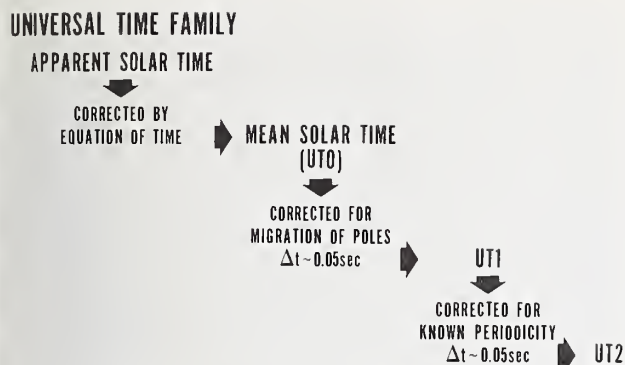 UNIVERSAL TIME FAMILY
APPARENT SOLAR TIME
CORRECTED BY
EQUATION OF TIME
MEAN SOLAR TIME
(UTO)
CORRECTED FOR
MIGRATION OF POLES
Δt~0.05sec
UT1
CORRECTED FOR
KNOWN PERIODICITY
Δt~0.05sec
UT2